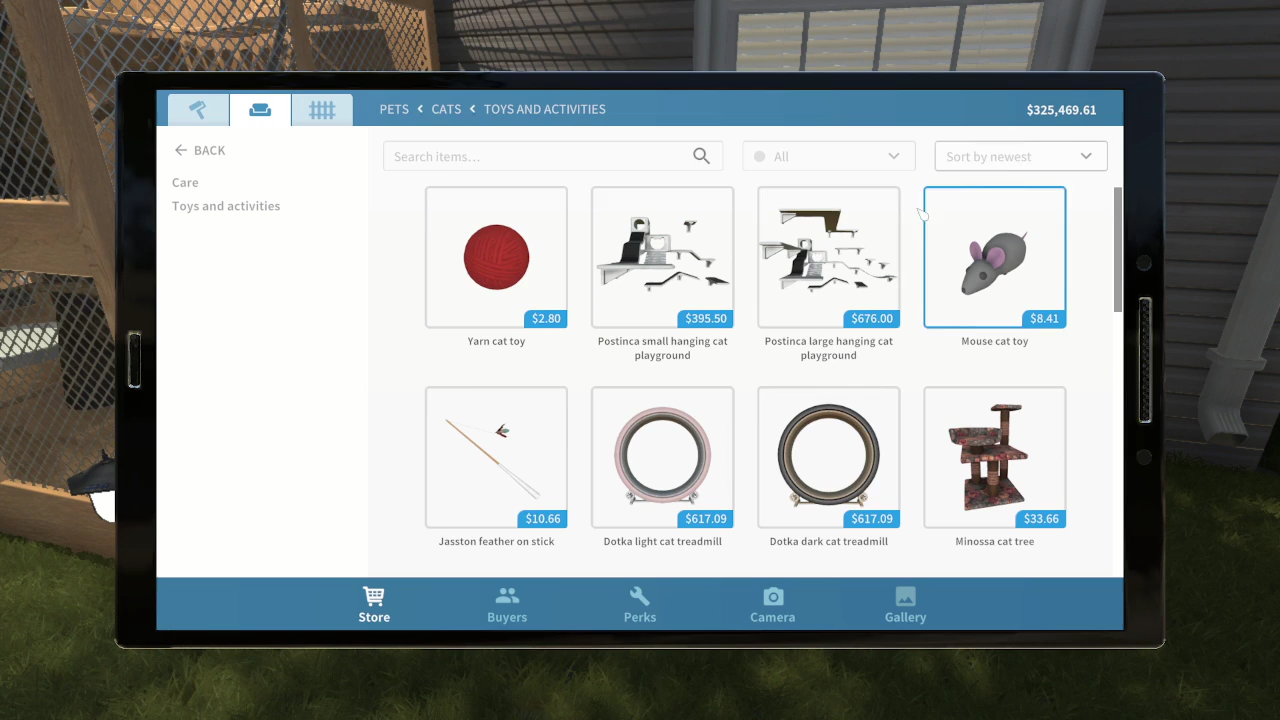 PETS < CATS < TOYS AND ACTIVITIES
$325,469.61
BACK
Care
Toys and activities
Search items...
All
Sort by newest
$2.80
$395.50
$676.00
$8.41
Yarn cat toy
Postinca small hanging cat
playground
Postinca large hanging cat
playground
Mouse cat toy
$10.66
$617.09
$617.09
$33.66
Jasston feather on stick
Dotka light cat treadmill
Dotka dark cat treadmill
Minossa cat tree
Store
Buyers
Perks
Camera
Gallery